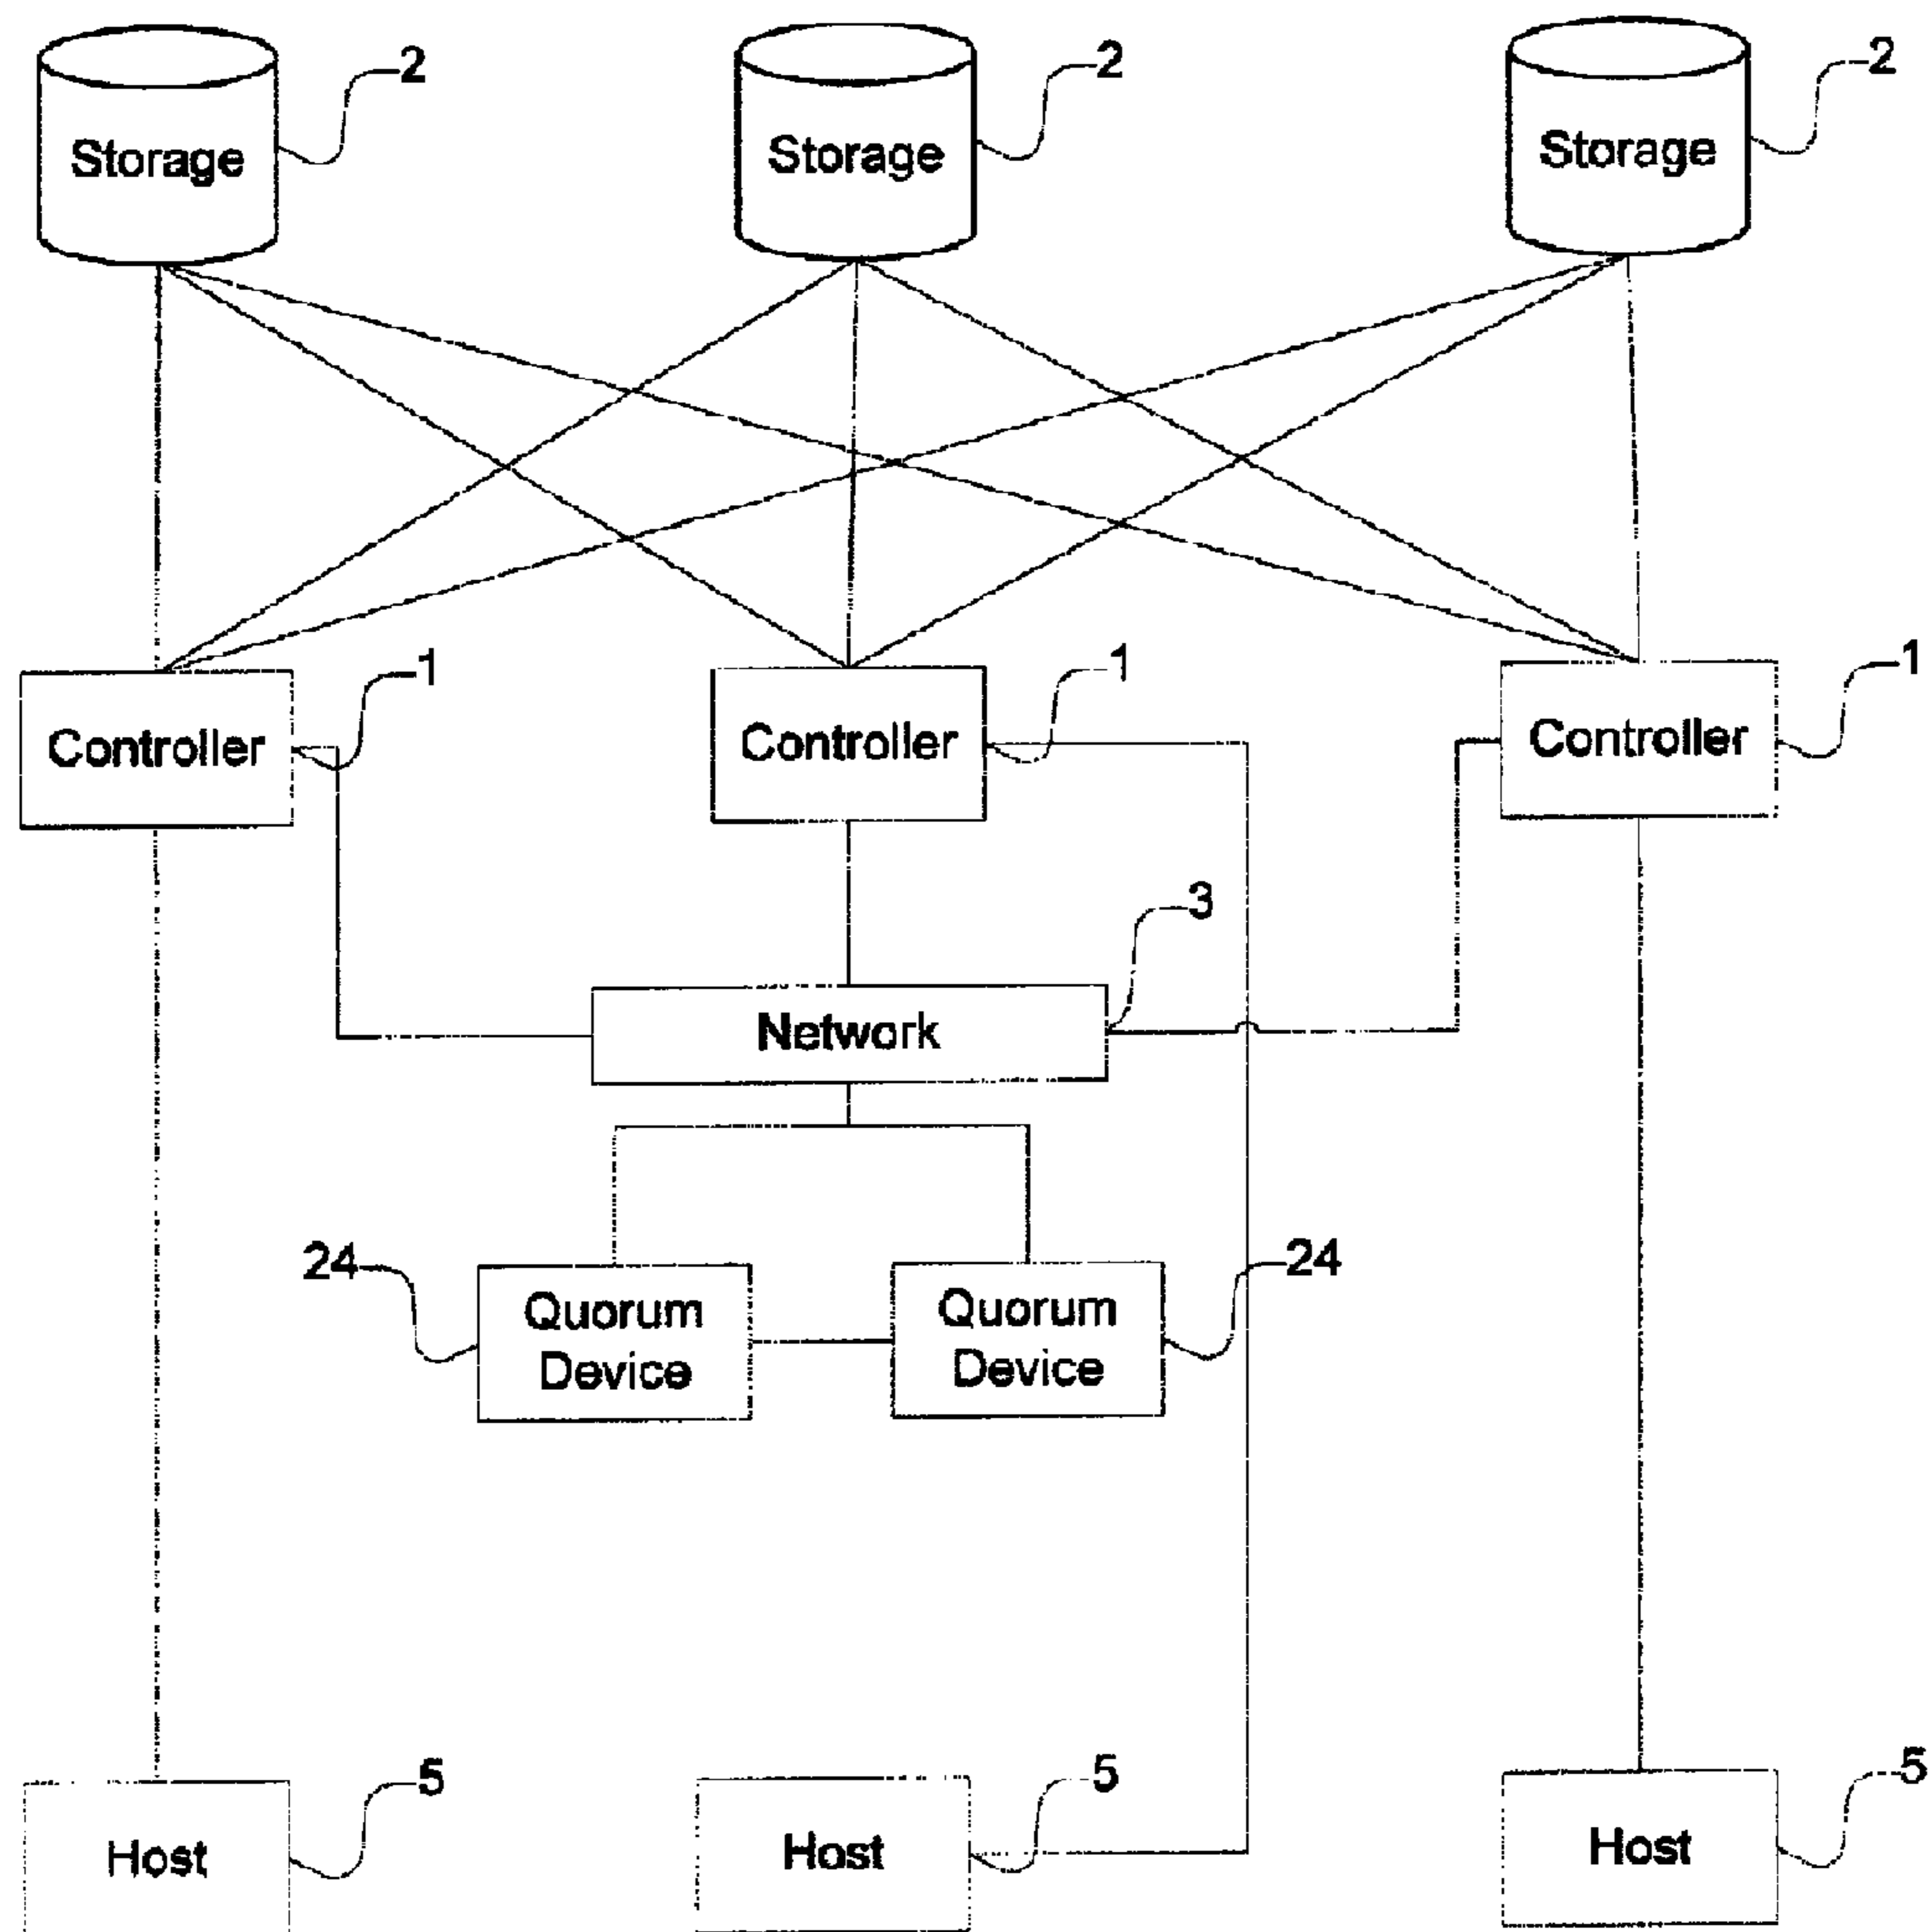 2
2
2
Storage
Storage
Storage
1
1
1
Controller
Controller
Controller
3
Network
24
24
Quorum
Device
Quorum
Device
5
5
5
Host
Host
Host